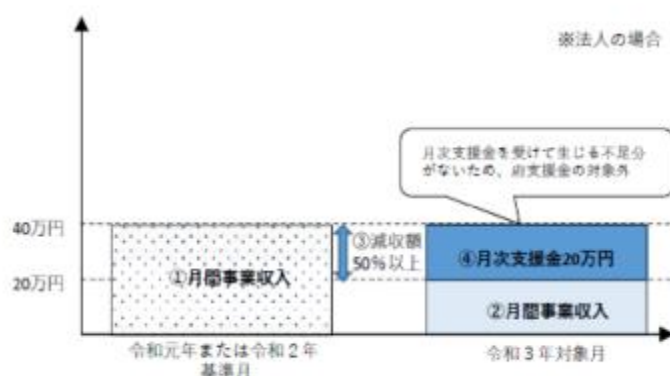 ※法人の場合
月次支援金を受けて生じる不足分
がないため、府支援金の対象外
40万円
20万円
①月間事業収入
③減収額
50%以上
④月次支援金20万円
②月間事業収入
令和元年または令和２年
基準月
令和３年対象月